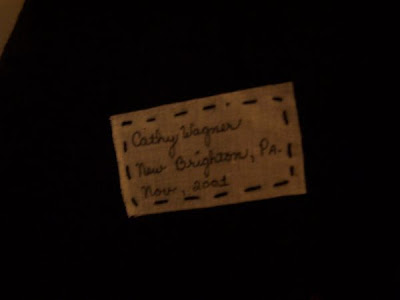 Cathy Wagner
New Brighton, PA.
Nov, 2001